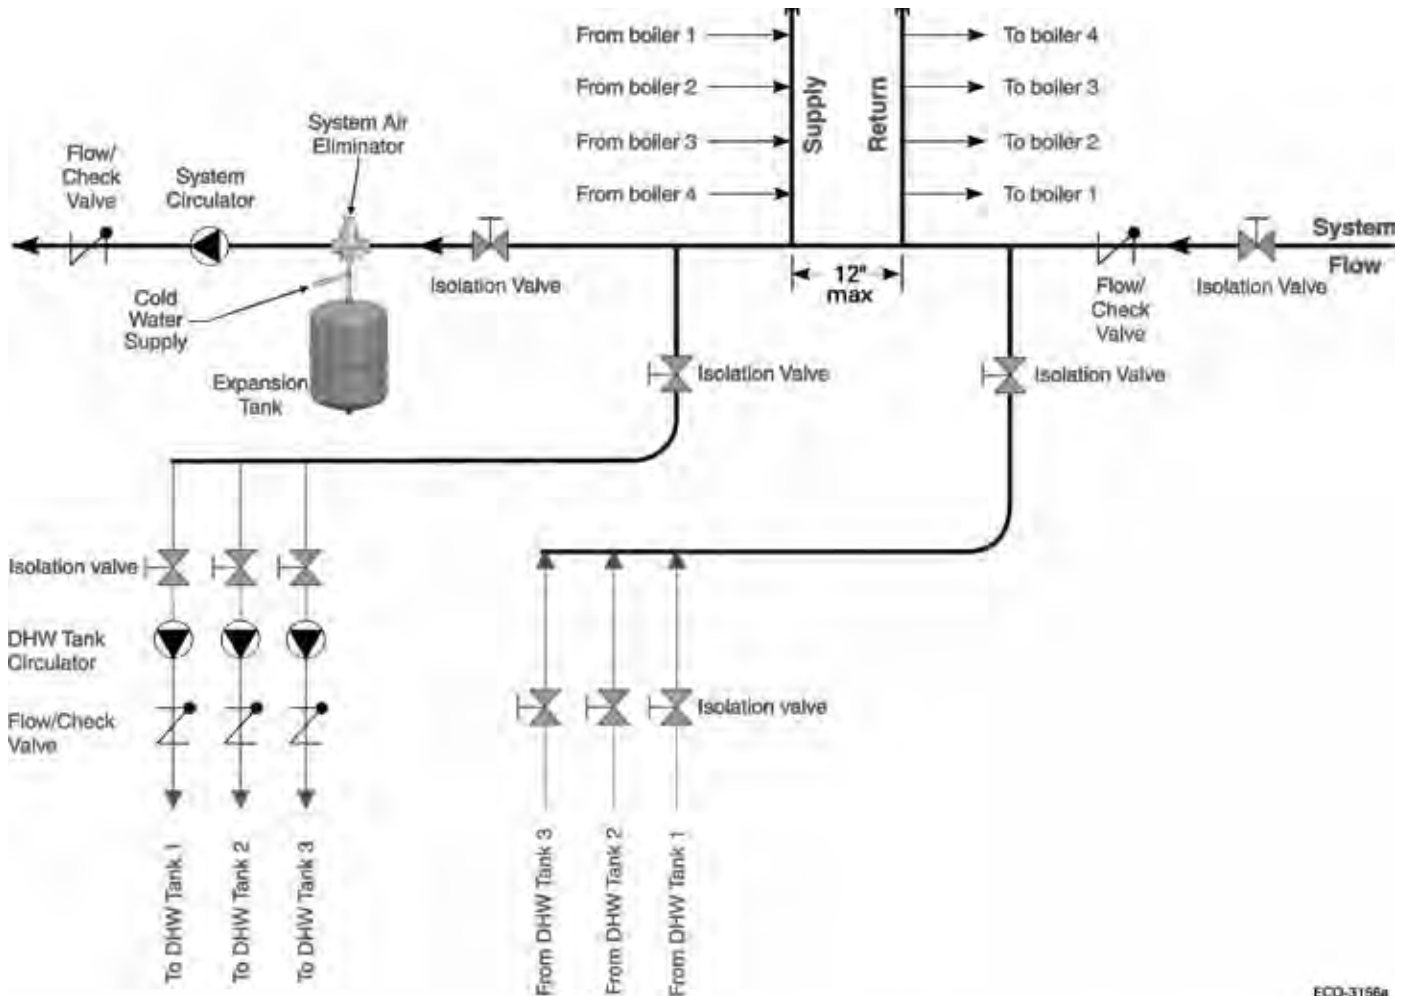 From boiler 1
To boiler 4
From boiler 2
To boiler 3
Supply
Return
System Air
Eliminator
From boiler 3
To boiler 2
Flow/
Check
Valve
System
Circulator
From boiler 4
To boiler 1
System
Flow
12"
max
Isolation Valve
Flow/
Check
Valve
Isolation Valve
Cold
Water
Supply
Expansion
Tank
Isolation Valve
Isolation Valve
Isolation valve
DHW Tank
Circulator
Flow/Check
Valve
Isolation valve
To DHW Tank 1
To DHW Tank 2
To DHW Tank 3
From DHW Tank 3
From DHW Tank 2
From DHW Tank 1
ECO-3156a